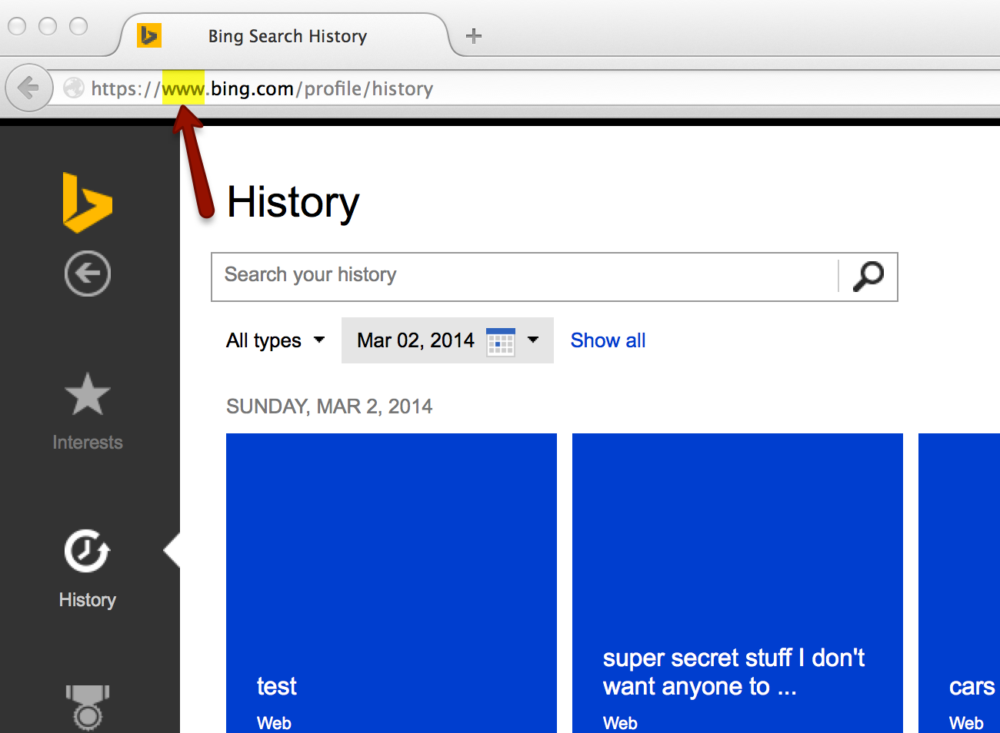 Bing Search History
https://www.bing.com/profile/history
History
Search your history
All types
Mar 02, 2014
Show all
SUNDAY, MAR 2, 2014
Interests
History
test
Web
super secret stuff I don't
want anyone to ...
Web
cars
Web